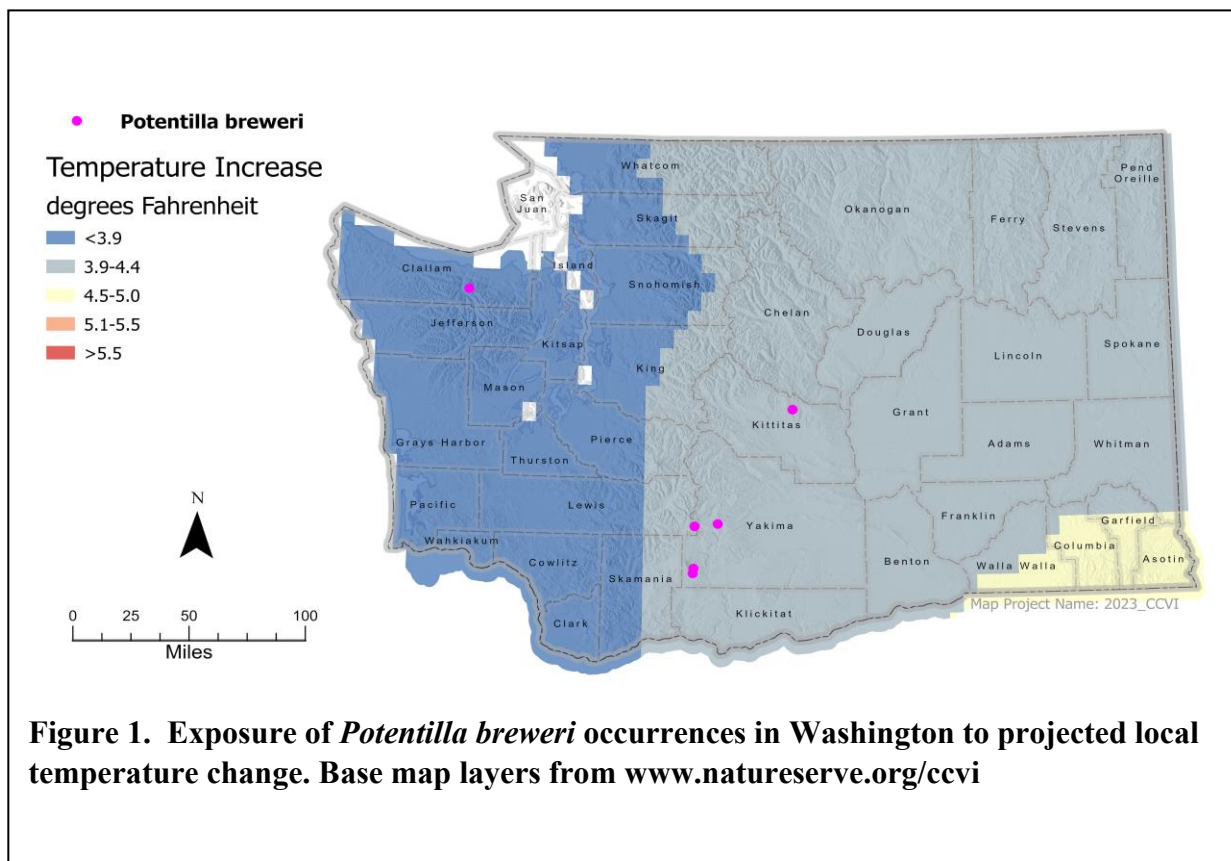 Potentilla breweri
Temperature Increase
degrees Fahrenheit
<3.9
3.9-4.4
4.5-5.0
5.1-5.5
>5.5
N
0 25 50 100
Miles
Whatcom
San
Juan
Skagit
Okanogan
Ferry
Stevens
Pend
Oreille
Clallam
Island
Snohomish
Jefferson
Chelan
Douglas
Kitsap
King
Lincoln
Spokane
Mason
Kittitas
Grant
Grays Harbor
Pierce
Adams
Whitman
Thurston
Pacific
Lewis
Yakima
Franklin
Garfield
Wahkiakum
Columbia
Cowlitz
Skamania
Benton
Walla Walla
Asotin
Klickitat
Clark
Map Project Name: 2023_CCVI
Figure 1. Exposure of Potentilla breweri occurrences in Washington to projected local
temperature change. Base map layers from www.natureserve.org/ccvi